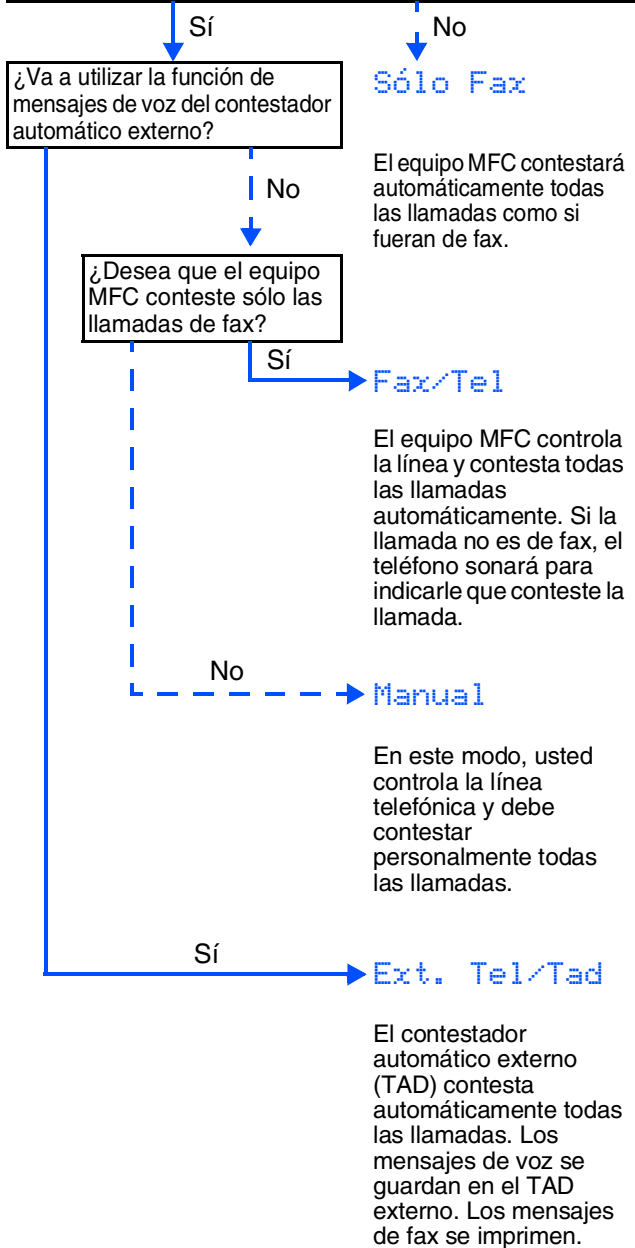 Sí
No
¿Va a utilizar la función de
mensajes de voz del contestador
automático externo?
Sólo Fax
El equipo MFC contestará
automáticamente todas
las llamadas como si
fueran de fax.
No
¿Desea que el equipo
MFC conteste sólo las
llamadas de fax?
Sí
Fax/Tel
El equipo MFC controla
la línea y contesta todas
las llamadas
automáticamente. Si la
llamada no es de fax, el
teléfono sonará para
indicarle que conteste la
llamada.
No
Manual
En este modo, usted
controla la línea
telefónica y debe
contestar
personalmente todas
las llamadas.
Sí
Ext. Tel/Tad
El contestador
automático externo
(TAD) contesta
automáticamente todas
las llamadas. Los
mensajes de voz se
guardan en el TAD
externo. Los mensajes
de fax se imprimen.